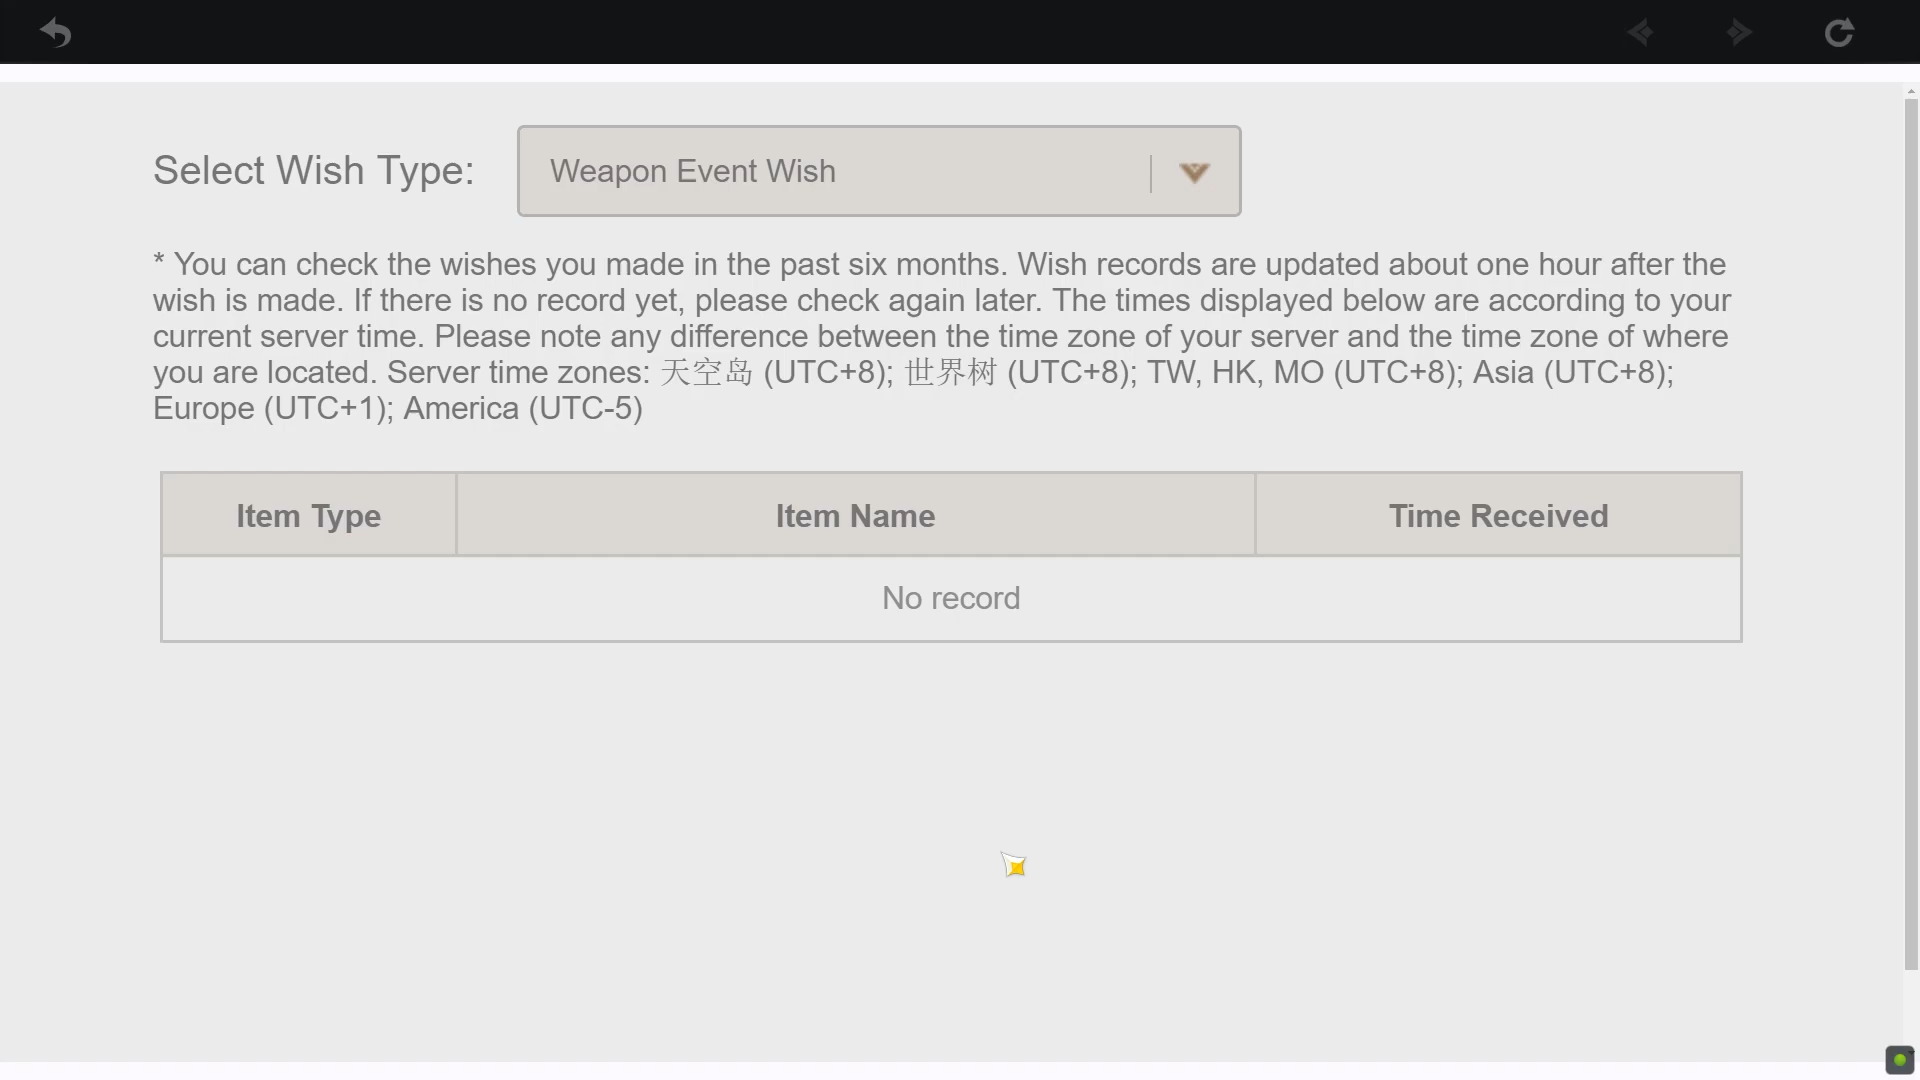 Select Wish Type:
Weapon Event Wish
* You can check the wishes you made in the past six months. Wish records are updated about one hour after the
wish is made. If there is no record yet, please check again later. The times displayed below are according to your
current server time. Please note any difference between the time zone of your server and the time zone of where
you are located. Server time zones: 天空岛 (UTC+8); 世界树 (UTC+8); TW, HK, MO (UTC+8); Asia (UTC+8);
Europe (UTC+1); America (UTC-5)
Item Type
Item Name
Time Received
No record